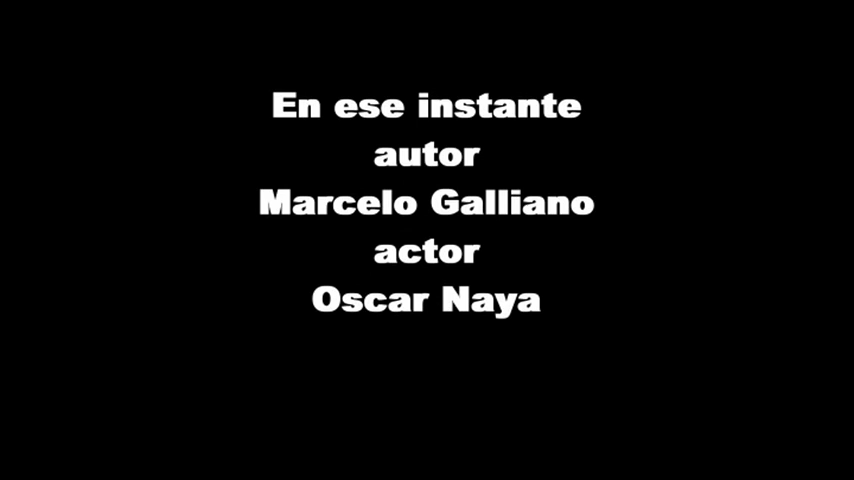 En ese instante
autor
Marcelo Galliano
actor
Oscar Naya